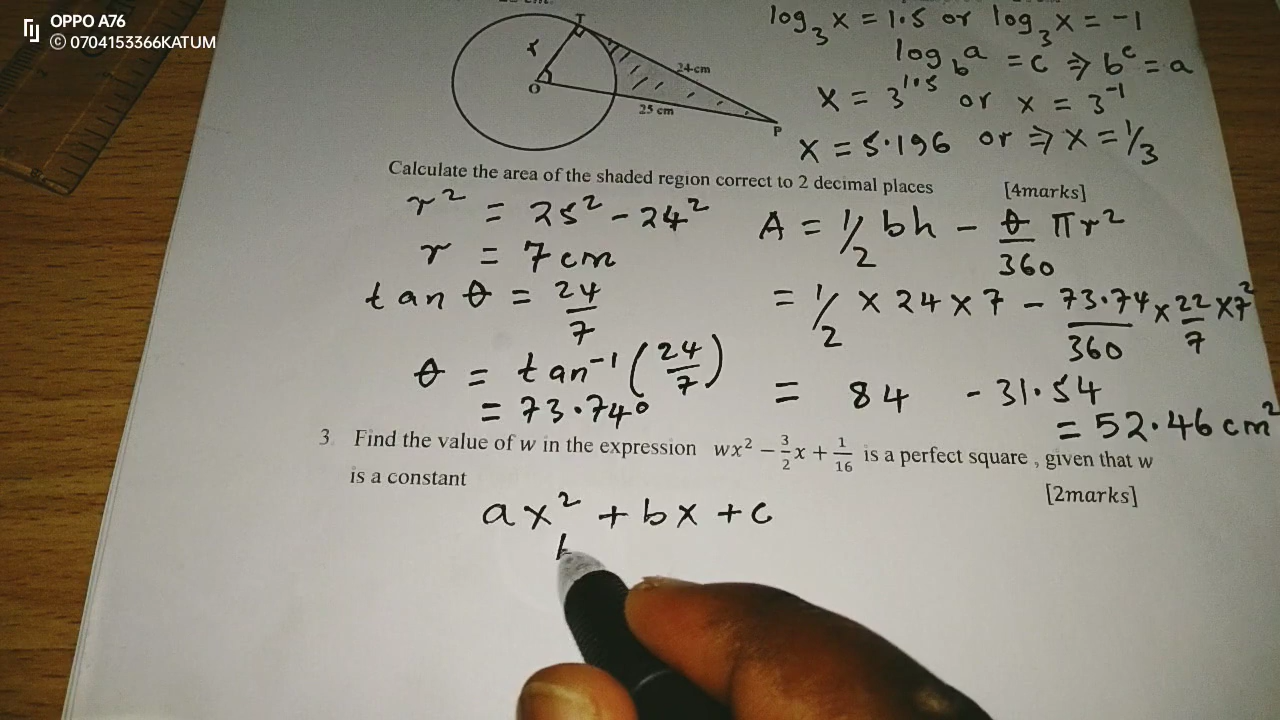 OPPO A76
© 0704153366KATUM
T
r
O
24 cm
25 cm
P
log₃ x = 1.5 or log₃ x = -1
log_b a = c ⇒ b^c = a
x = 3^1.5 or x = 3^-1
x = 5.196 or ⇒ x = 1/3
Calculate the area of the shaded region correct to 2 decimal places [4marks]
r² = 25² - 24²
r = 7 cm
tan θ = 24/7
θ = tan⁻¹ (24/7)
= 73.74°
A = 1/2 bh - θ/360 πr²
= 1/2 × 24 × 7 - 73.74/360 × 22/7 × 7²
= 84 - 31.54
= 52.46 cm²
3. Find the value of w in the expression wx² − 3/2 x + 1/16 is a perfect square , given that w
is a constant [2marks]
ax² + bx + c